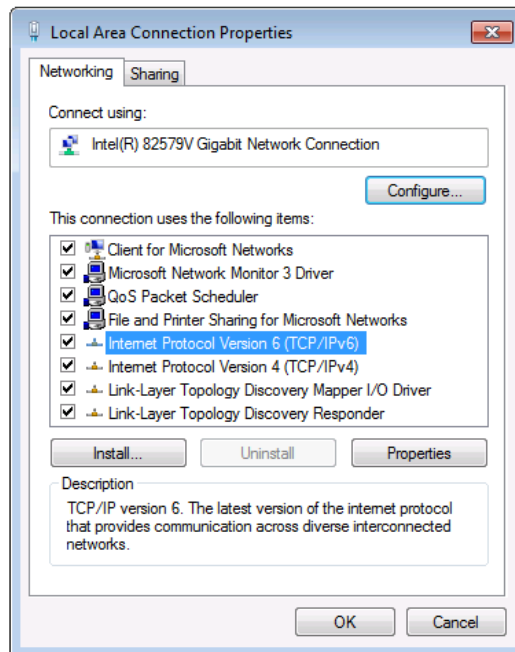 Local Area Connection Properties
Networking
Sharing
Connect using:
Intel(R) 82579V Gigabit Network Connection
Configure...
This connection uses the following items:
Client for Microsoft Networks
Microsoft Network Monitor 3 Driver
QoS Packet Scheduler
File and Printer Sharing for Microsoft Networks
Internet Protocol Version 6 (TCP/IPv6)
Internet Protocol Version 4 (TCP/IPv4)
Link-Layer Topology Discovery Mapper I/O Driver
Link-Layer Topology Discovery Responder
Install...
Uninstall
Properties
Description
TCP/IP version 6. The latest version of the internet protocol
that provides communication across diverse interconnected
networks.
OK
Cancel